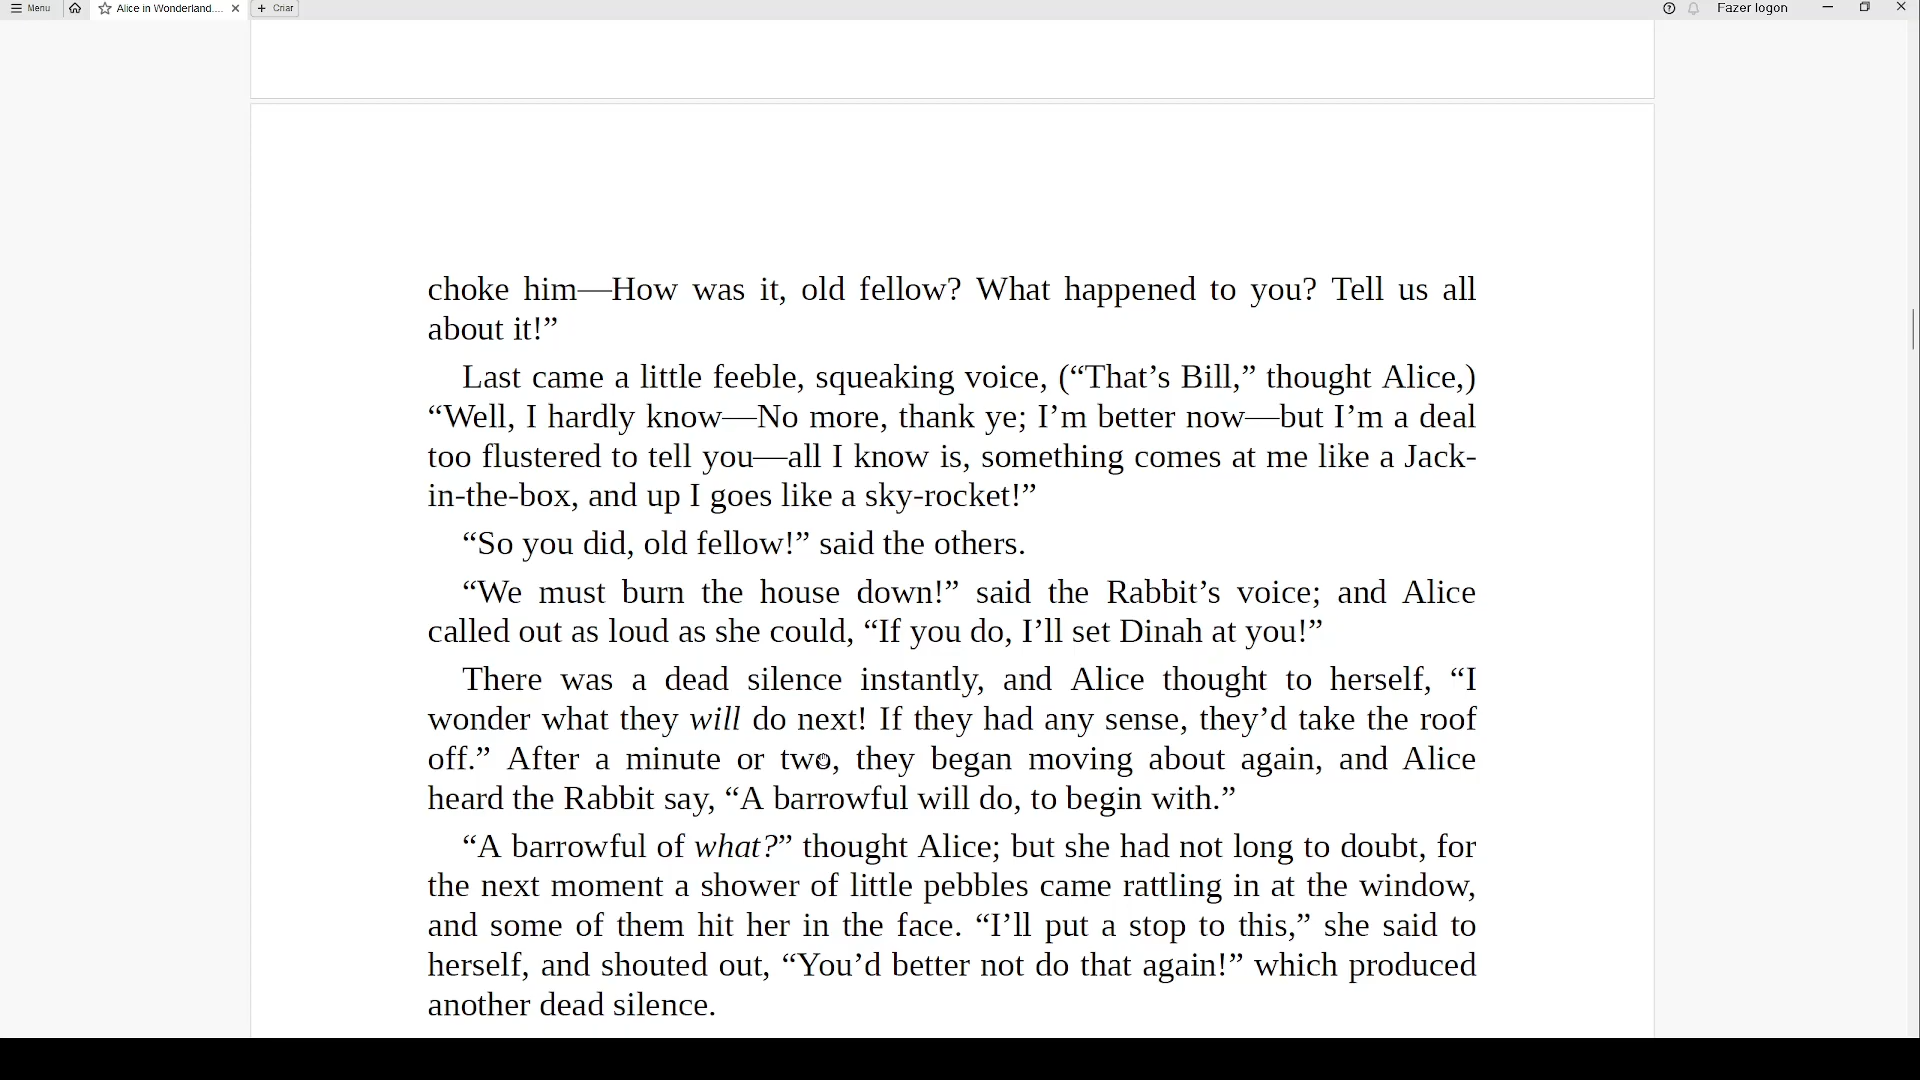 Menu
Alice in Wonderland....
+ Criar
Fazer logon
choke him—How was it, old fellow? What happened to you? Tell us all
about it!”
Last came a little feeble, squeaking voice, (“That’s Bill,” thought Alice,)
“Well, I hardly know—No more, thank ye; I’m better now—but I’m a deal
too flustered to tell you—all I know is, something comes at me like a Jack-
in-the-box, and up I goes like a sky-rocket!”
“So you did, old fellow!” said the others.
“We must burn the house down!” said the Rabbit’s voice; and Alice
called out as loud as she could, “If you do, I’ll set Dinah at you!”
There was a dead silence instantly, and Alice thought to herself, “I
wonder what they will do next! If they had any sense, they’d take the roof
off.” After a minute or two, they began moving about again, and Alice
heard the Rabbit say, “A barrowful will do, to begin with.”
“A barrowful of what?” thought Alice; but she had not long to doubt, for
the next moment a shower of little pebbles came rattling in at the window,
and some of them hit her in the face. “I’ll put a stop to this,” she said to
herself, and shouted out, “You’d better not do that again!” which produced
another dead silence.